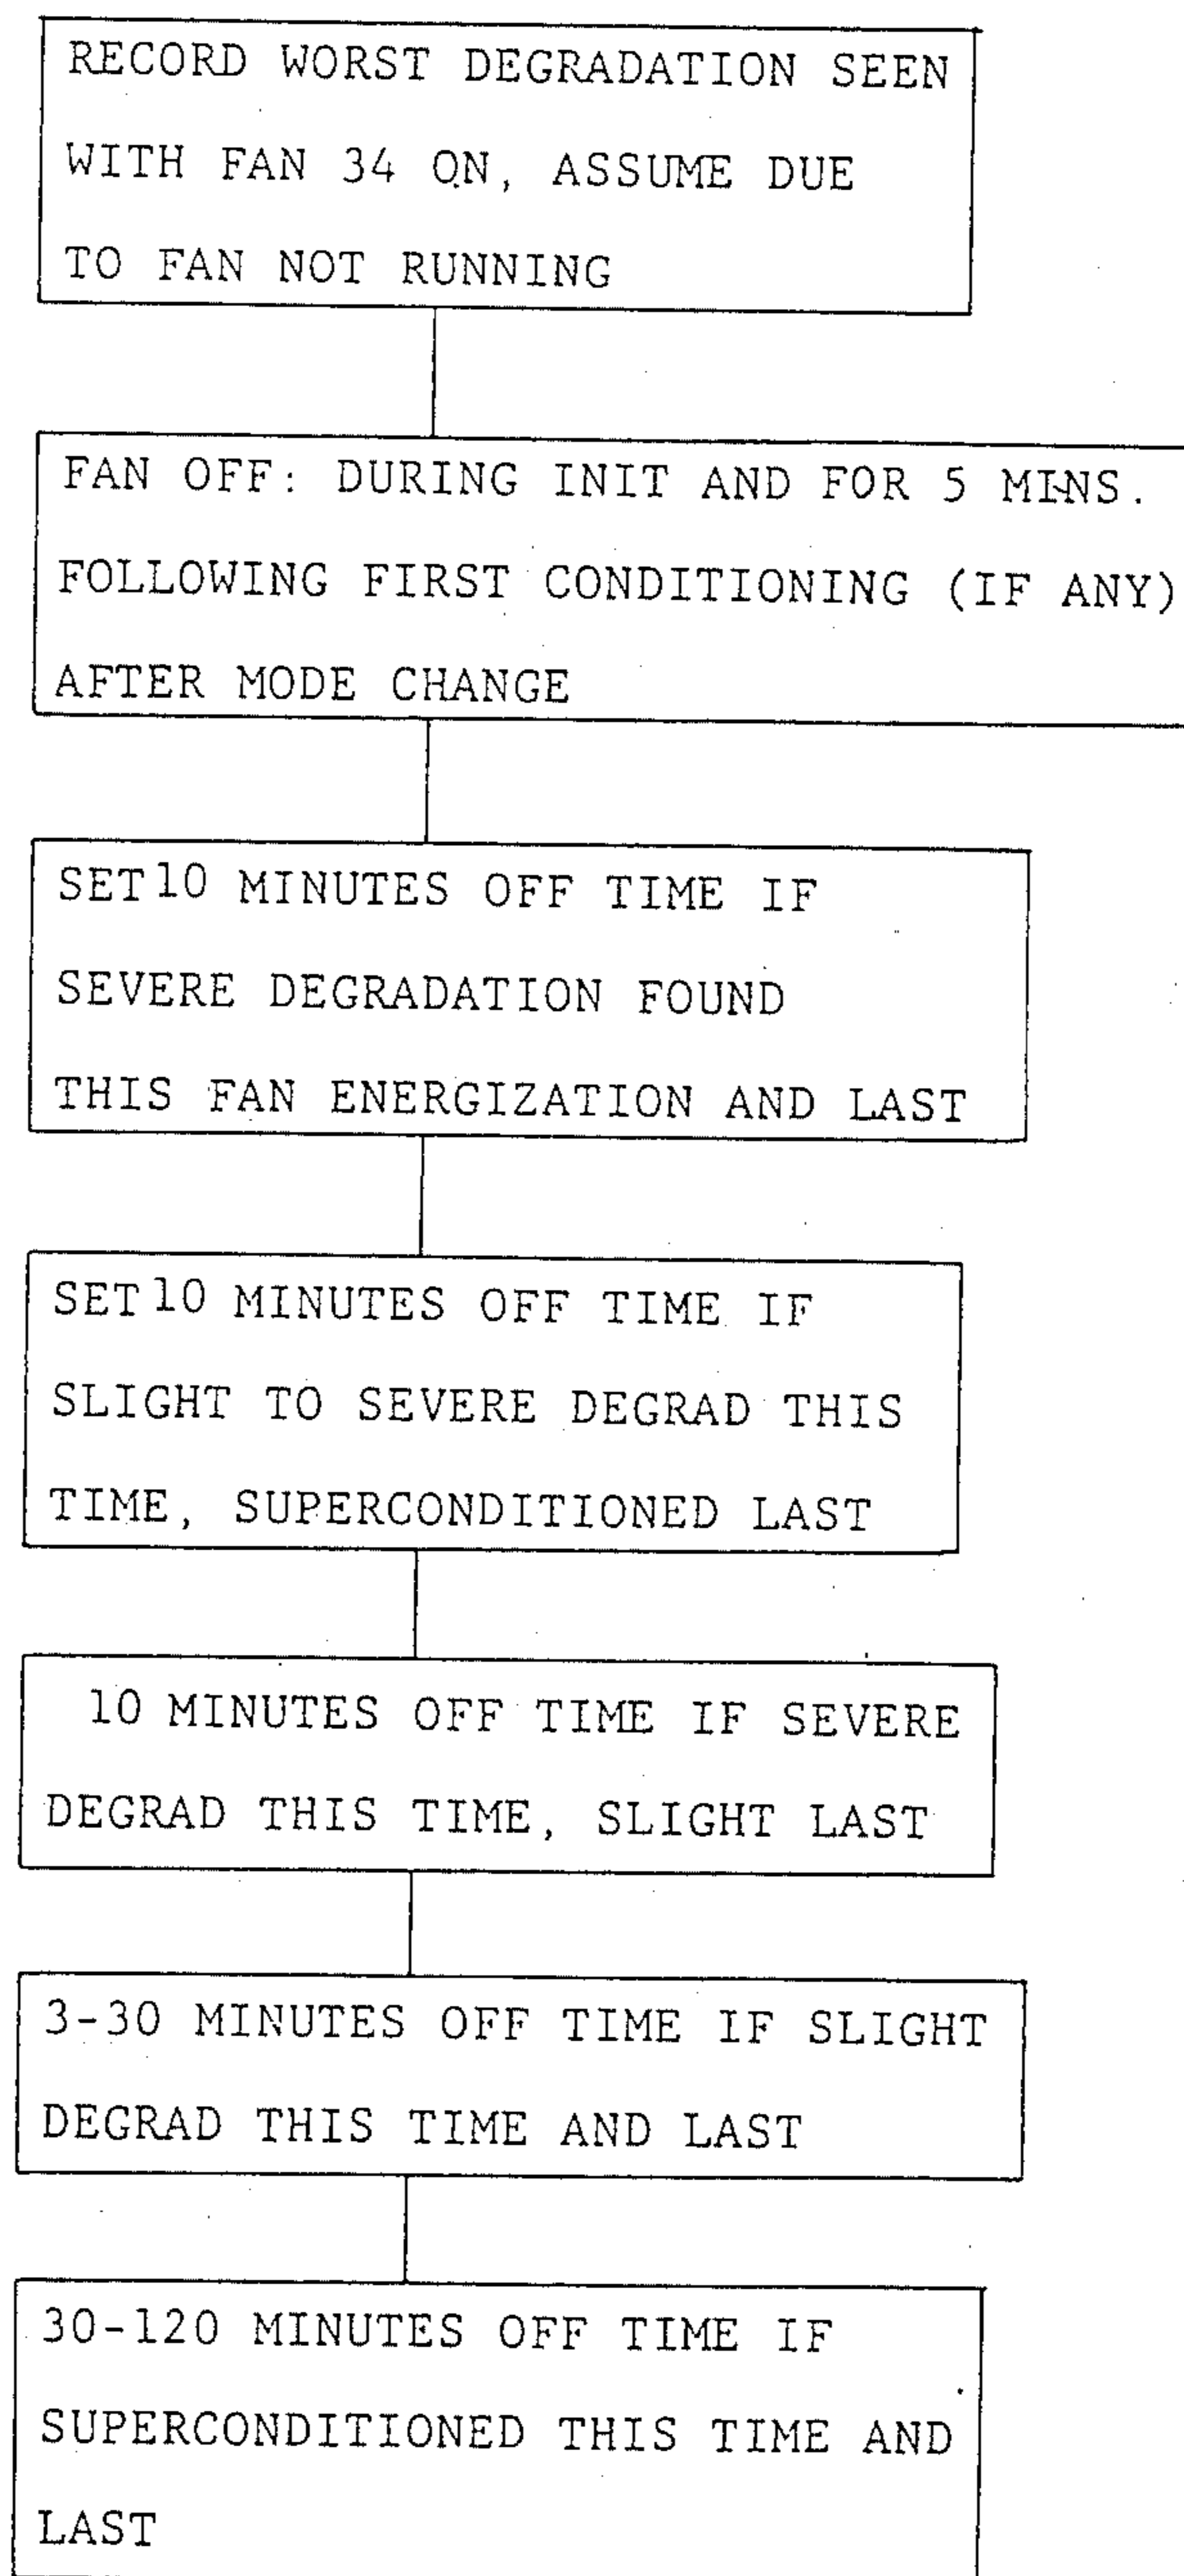 RECORD WORST DEGRADATION SEEN
WITH FAN 34 ON, ASSUME DUE
TO FAN NOT RUNNING
FAN OFF: DURING INIT AND FOR 5 MINS.
FOLLOWING FIRST CONDITIONING (IF ANY)
AFTER MODE CHANGE
SET 10 MINUTES OFF TIME IF
SEVERE DEGRADATION FOUND
THIS FAN ENERGIZATION AND LAST
SET 10 MINUTES OFF TIME IF
SLIGHT TO SEVERE DEGRAD THIS
TIME, SUPERCONDITIONED LAST
10 MINUTES OFF TIME IF SEVERE
DEGRAD THIS TIME, SLIGHT LAST
3-30 MINUTES OFF TIME IF SLIGHT
DEGRAD THIS TIME AND LAST
30-120 MINUTES OFF TIME IF
SUPERCONDITIONED THIS TIME AND
LAST